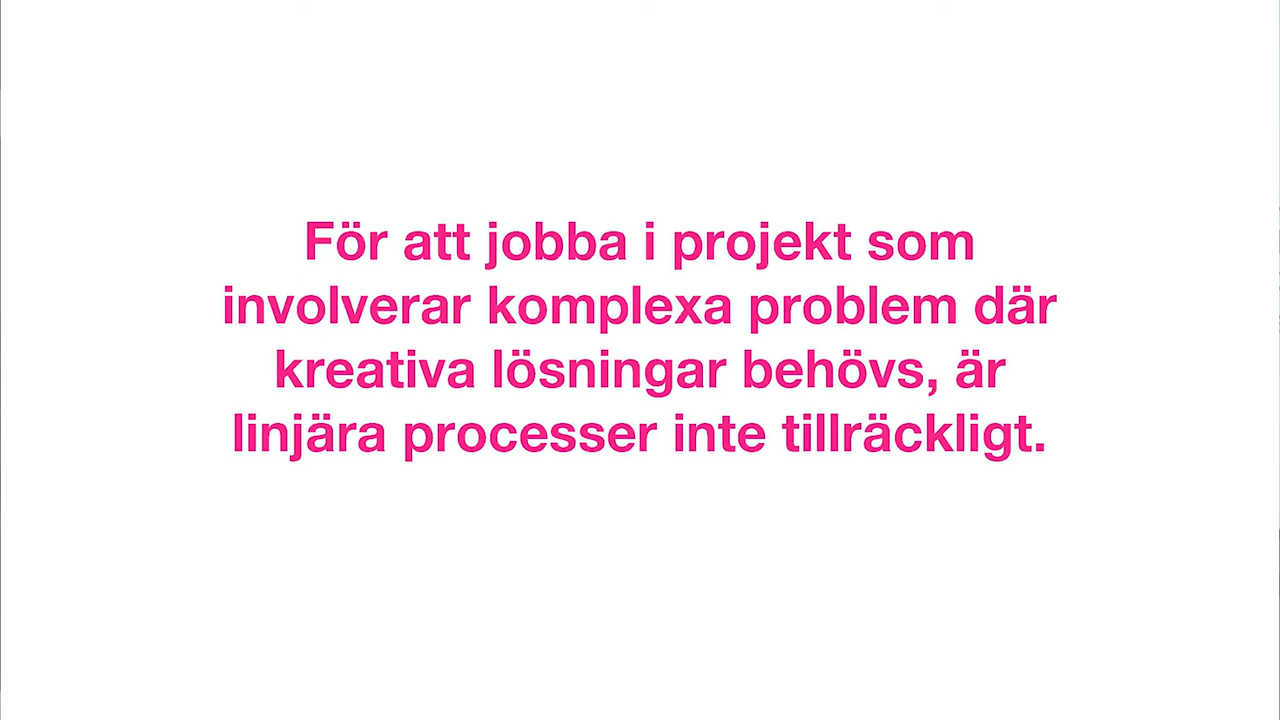 För att jobba i projekt som
involverar komplexa problem där
kreativa lösningar behövs, är
linjära processer inte tillräckligt.